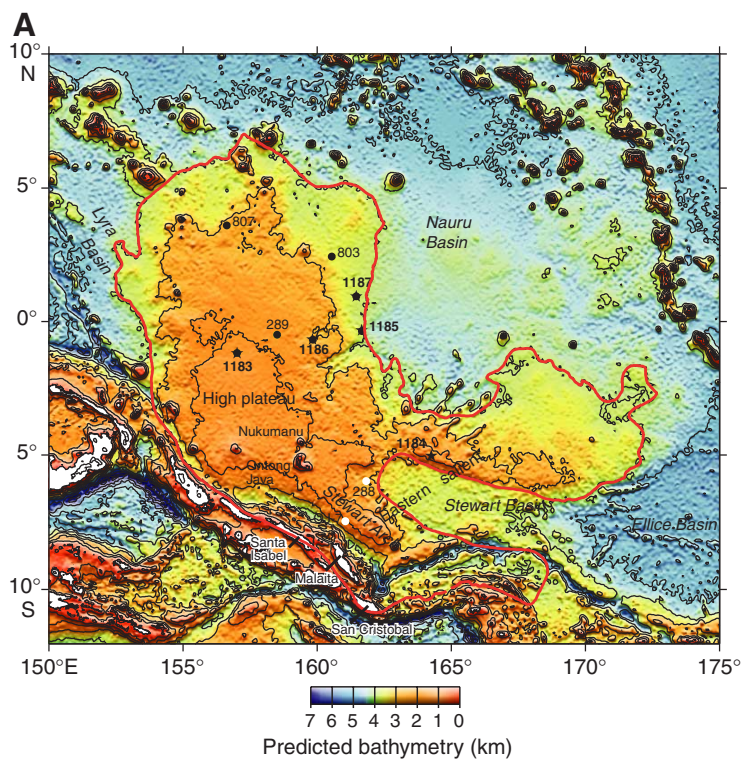 A
10°
N
5°
0°
5°
10°
S
150°E
155°
160°
165°
170°
175°
Lyra
Basin
Nauru
Basin
807
803
1187
289
1185
1186
1183
High plateau
Nukumanu
1184
Ontong
Java
288
Eastern Salient
Stewart Basin
Ellice Basin
Santa
Isabel
Malaita
San Cristobal
7 6 5 4 3 2 1 0
Predicted bathymetry (km)